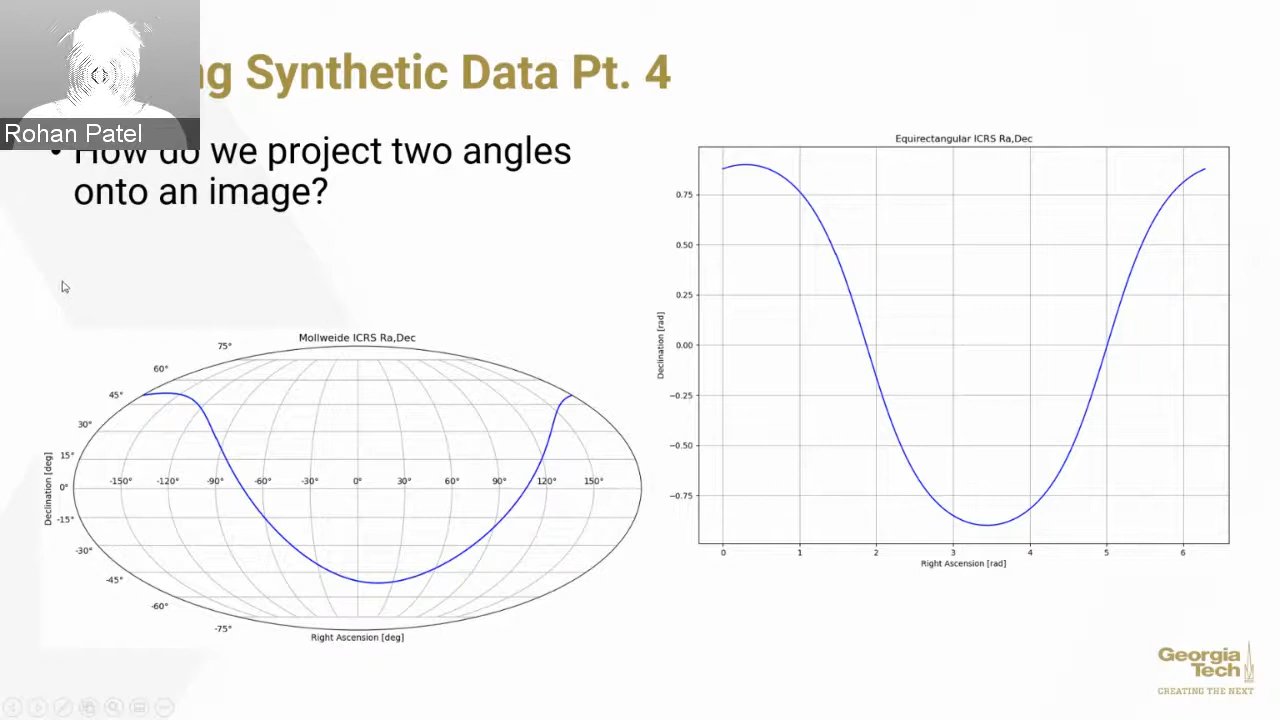 Rohan Patel
Synthetic Data Pt. 4
• How do we project two angles
onto an image?
Mollweide ICRS Ra,Dec
75°
60°
45°
30°
15°
0°
-15°
-30°
-45°
-60°
-75°
-150° -120° -90° -60° -30° 0° 30° 60° 90° 120° 150°
Declination [deg]
Right Ascension [deg]
Equirectangular ICRS Ra,Dec
0.75
0.50
0.25
0.00
−0.25
−0.50
−0.75
0 1 2 3 4 5 6
Declination [rad]
Right Ascension [rad]
Georgia
Tech
CREATING THE NEXT